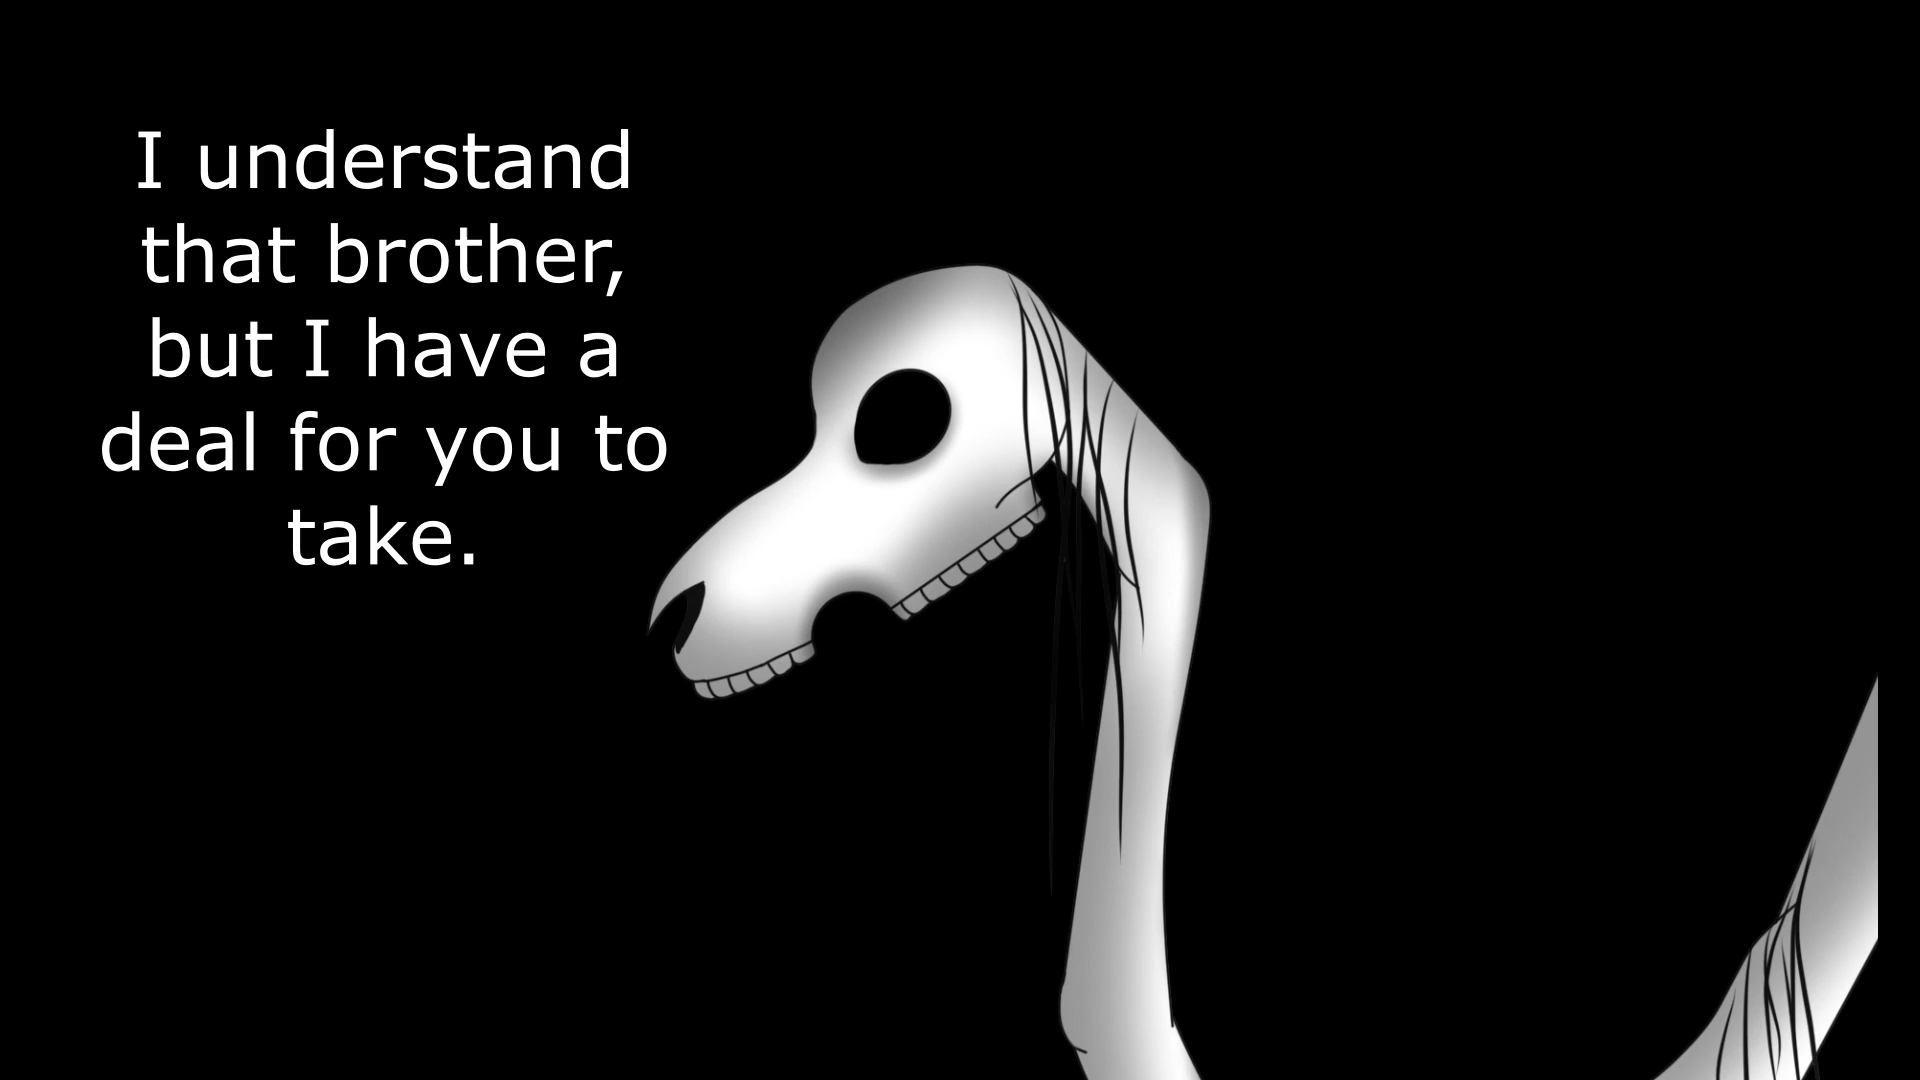 I understand
that brother,
but I have a
deal for you to
take.